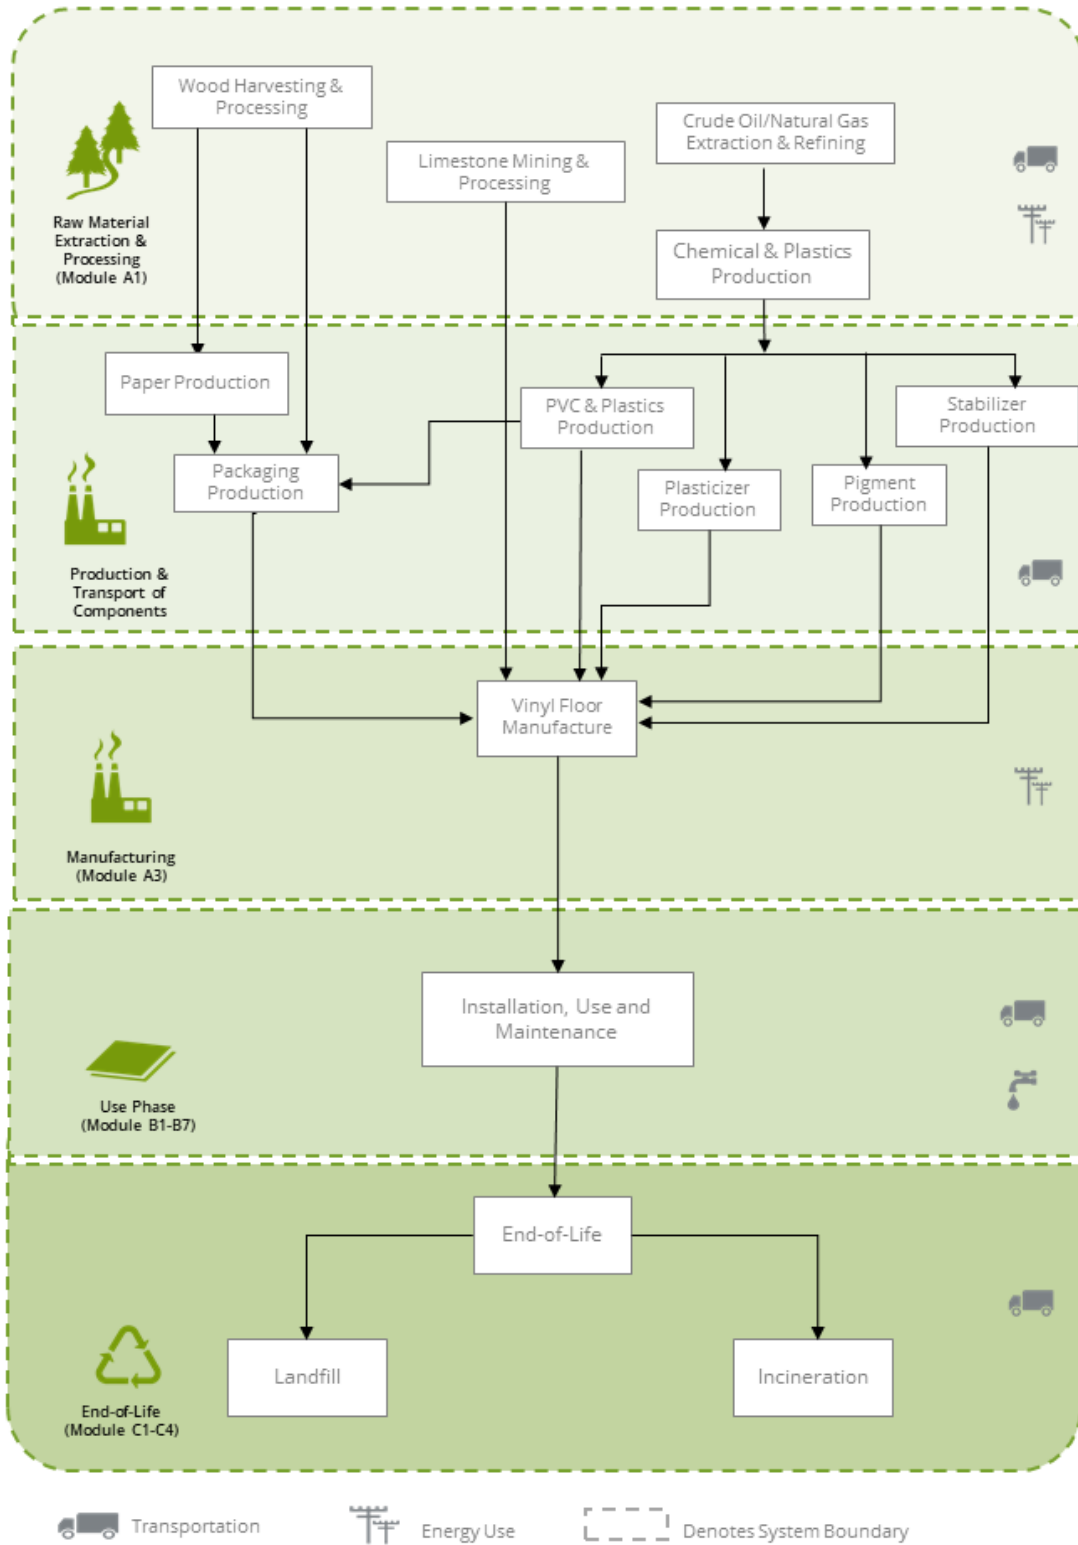 Wood Harvesting &
Processing
Crude Oil/Natural Gas
Extraction & Refining
Limestone Mining &
Processing
Raw Material
Extraction &
Processing
(Module A1)
Chemical & Plastics
Production
Paper Production
PVC & Plastics
Production
Stabilizer
Production
Packaging
Production
Plasticizer
Production
Pigment
Production
Production &
Transport of
Components
Vinyl Floor
Manufacture
Manufacturing
(Module A3)
Installation, Use and
Maintenance
Use Phase
(Module B1-B7)
End-of-Life
Landfill
Incineration
End-of-Life
(Module C1-C4)
Transportation
Energy Use
Denotes System Boundary